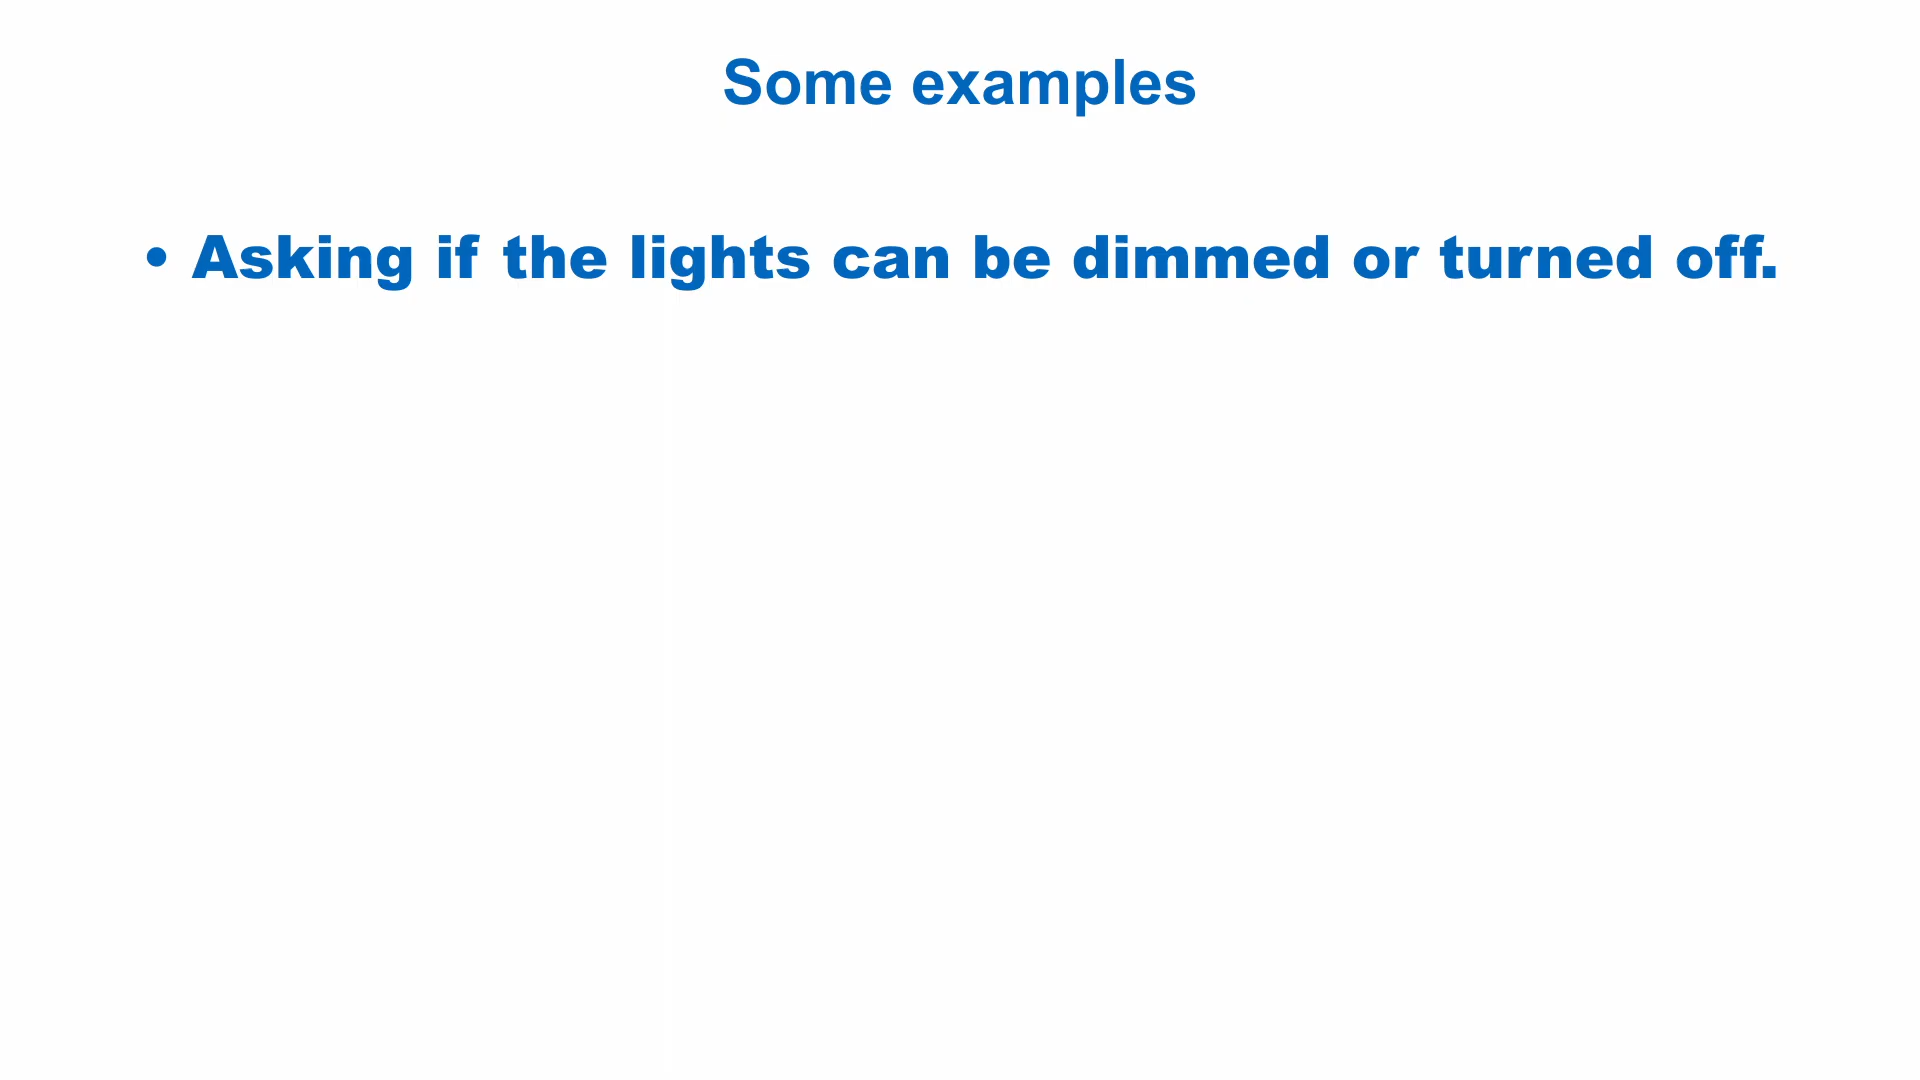 Some examples
• Asking if the lights can be dimmed or turned off.